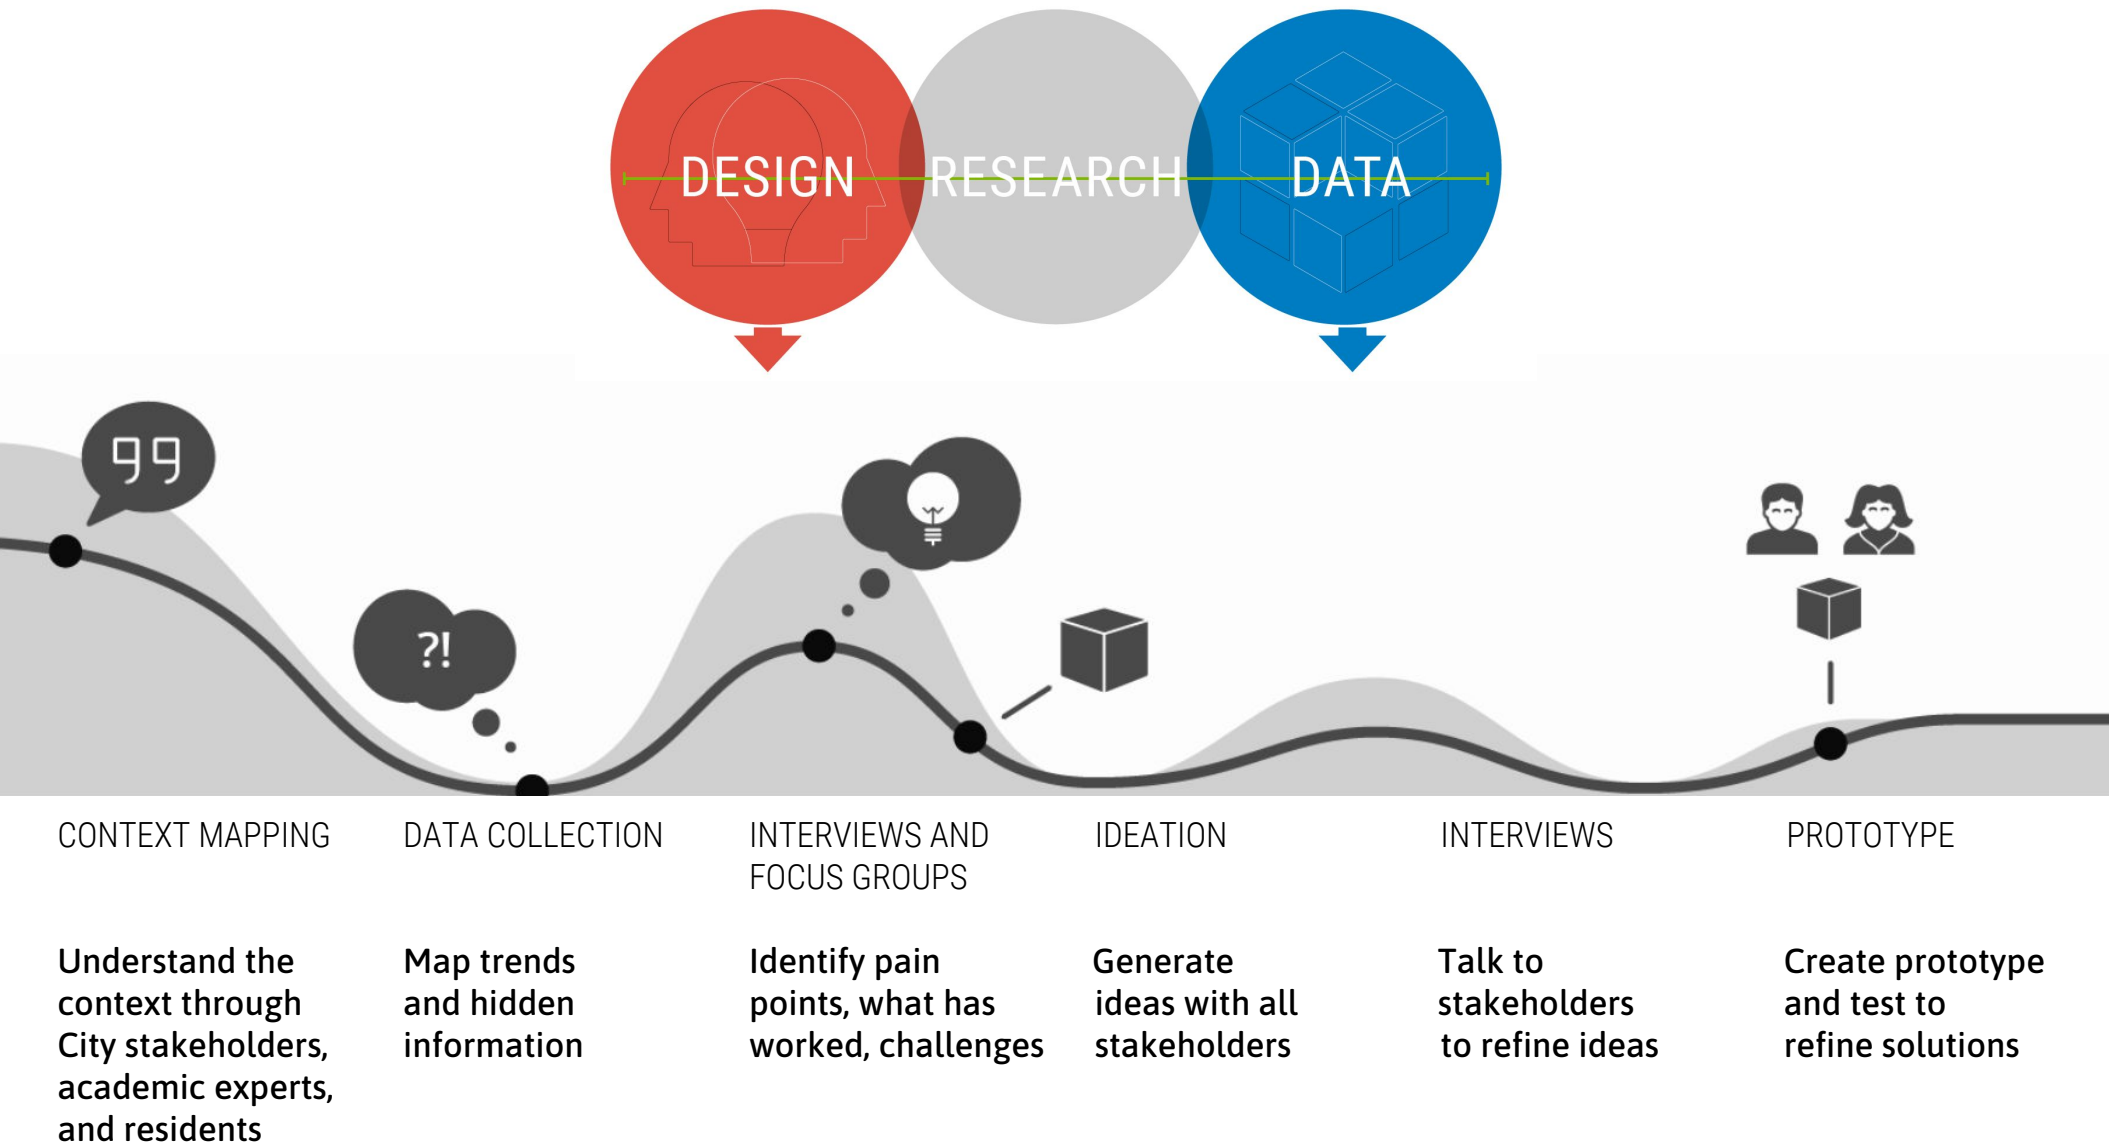 DESIGN RESEARCH DATA
?!
CONTEXT MAPPING
Understand the
context through
City stakeholders,
academic experts,
and residents
DATA COLLECTION
Map trends
and hidden
information
INTERVIEWS AND
FOCUS GROUPS
Identify pain
points, what has
worked, challenges
IDEATION
Generate
ideas with all
stakeholders
INTERVIEWS
Talk to
stakeholders
to refine ideas
PROTOTYPE
Create prototype
and test to
refine solutions